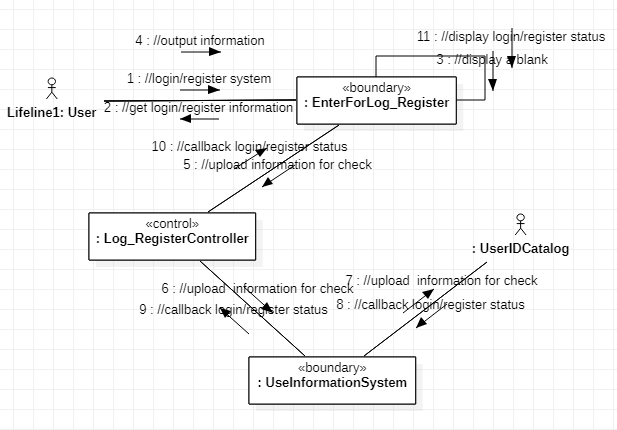 11 : //display login/register status
4 : //output information
3 : //display a blank
1 : //login/register system
«boundary»
: EnterForLog_Register
Lifeline1: User
2 : //get login/register information
10 : //callback login/register status
5 : //upload information for check
«control»
: Log_RegisterController
: UserIDCatalog
6 : //upload  information for check
7 : //upload  information for check
9 : //callback login/register status
8 : //callback login/register status
«boundary»
: UseInformationSystem